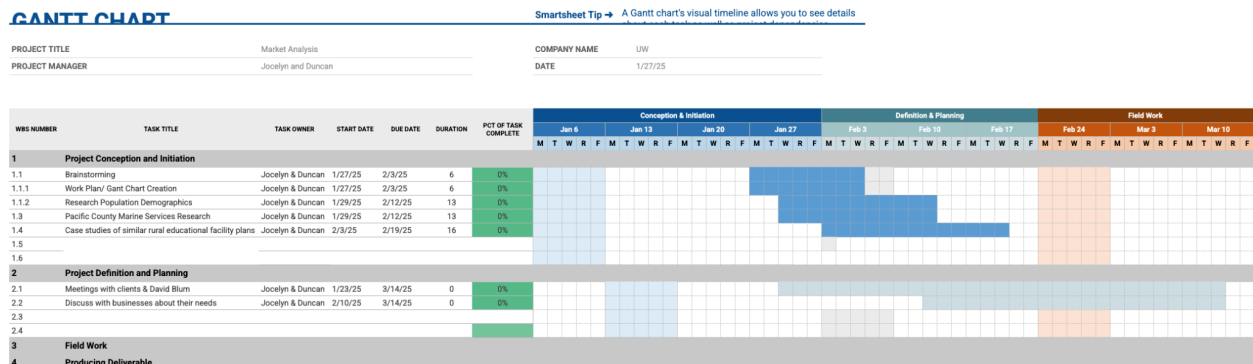 GANTT CHART
Smartsheet Tip ➔ A Gantt chart's visual timeline allows you to see details
about each task as well as project dependencies.
PROJECT TITLE Market Analysis COMPANY NAME UW
PROJECT MANAGER Jocelyn and Duncan DATE 1/27/25
WBS NUMBER TASK TITLE TASK OWNER START DATE DUE DATE DURATION PCT OF TASK COMPLETE
Conception & Initiation Definition & Planning Field Work
Jan 6 Jan 13 Jan 20 Jan 27 Feb 3 Feb 10 Feb 17 Feb 24 Mar 3 Mar 10
M T W R F M T W R F M T W R F M T W R F M T W R F M T W R F M T W R F M T W R F M T W R F M T W R F
1 Project Conception and Initiation
1.1 Brainstorming Jocelyn & Duncan 1/27/25 2/3/25 6 0%
1.1.1 Work Plan/ Gant Chart Creation Jocelyn & Duncan 1/27/25 2/3/25 6 0%
1.1.2 Research Population Demographics Jocelyn & Duncan 1/29/25 2/12/25 13 0%
1.3 Pacific County Marine Services Research Jocelyn & Duncan 1/29/25 2/12/25 13 0%
1.4 Case studies of similar rural educational facility plans Jocelyn & Duncan 2/3/25 2/19/25 16 0%
1.5
1.6
2 Project Definition and Planning
2.1 Meetings with clients & David Blum Jocelyn & Duncan 1/23/25 3/14/25 0 0%
2.2 Discuss with businesses about their needs Jocelyn & Duncan 2/10/25 3/14/25 0 0%
2.3
2.4
3 Field Work
4 Producing Deliverable